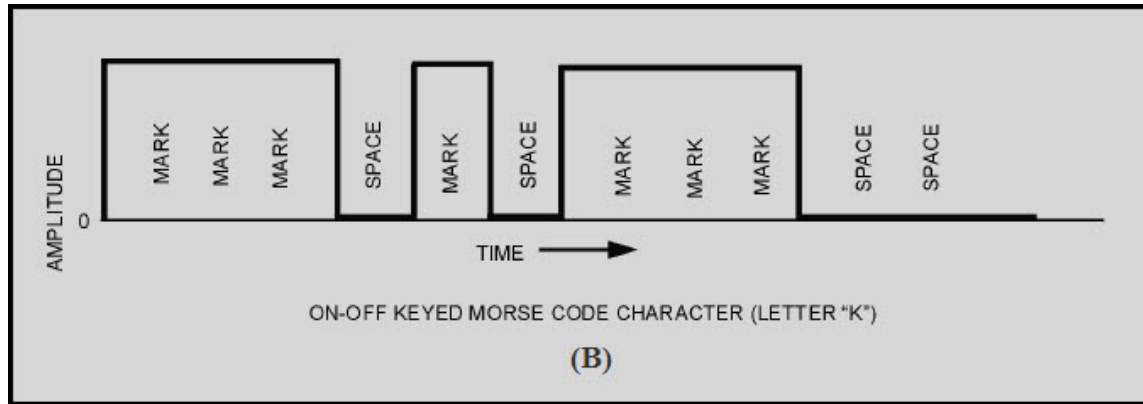 AMPLITUDE
0
MARK MARK MARK SPACE MARK SPACE MARK MARK MARK SPACE SPACE
TIME
ON-OFF KEYED MORSE CODE CHARACTER (LETTER “K”)
(B)